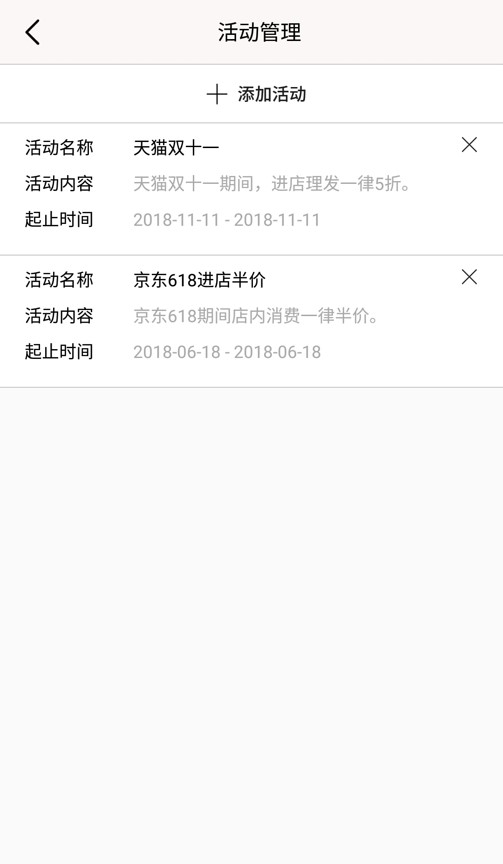 活动管理
添加活动
活动名称 天猫双十一
活动内容 天猫双十一期间，进店理发一律5折。
起止时间 2018-11-11 - 2018-11-11
活动名称 京东618进店半价
活动内容 京东618期间店内消费一律半价。
起止时间 2018-06-18 - 2018-06-18